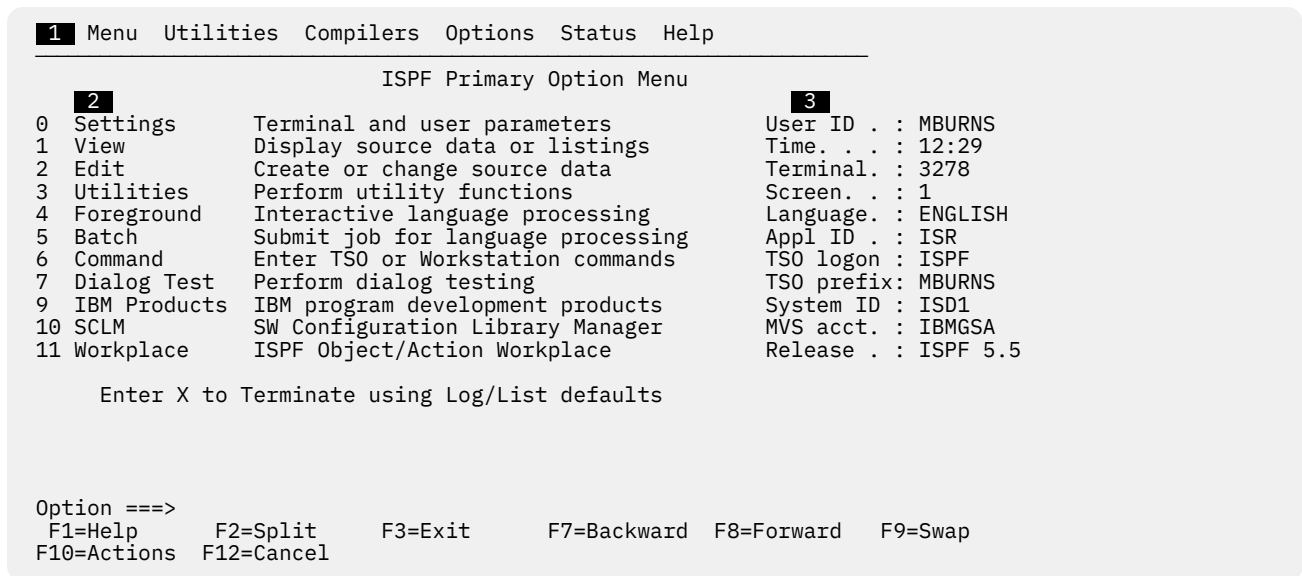 1 Menu Utilities Compilers Options Status Help
ISPF Primary Option Menu
2 3
0 Settings Terminal and user parameters User ID . : MBURNS
1 View Display source data or listings Time. . . : 12:29
2 Edit Create or change source data Terminal. : 3278
3 Utilities Perform utility functions Screen. . : 1
4 Foreground Interactive language processing Language. : ENGLISH
5 Batch Submit job for language processing Appl ID . : ISR
6 Command Enter TSO or Workstation commands TSO logon : ISPF
7 Dialog Test Perform dialog testing TSO prefix: MBURNS
9 IBM Products IBM program development products System ID : ISD1
10 SCLM SW Configuration Library Manager MVS acct. : IBMGSA
11 Workplace ISPF Object/Action Workplace Release . : ISPF 5.5
Enter X to Terminate using Log/List defaults
Option ===>
F1=Help F2=Split F3=Exit F7=Backward F8=Forward F9=Swap
F10=Actions F12=Cancel